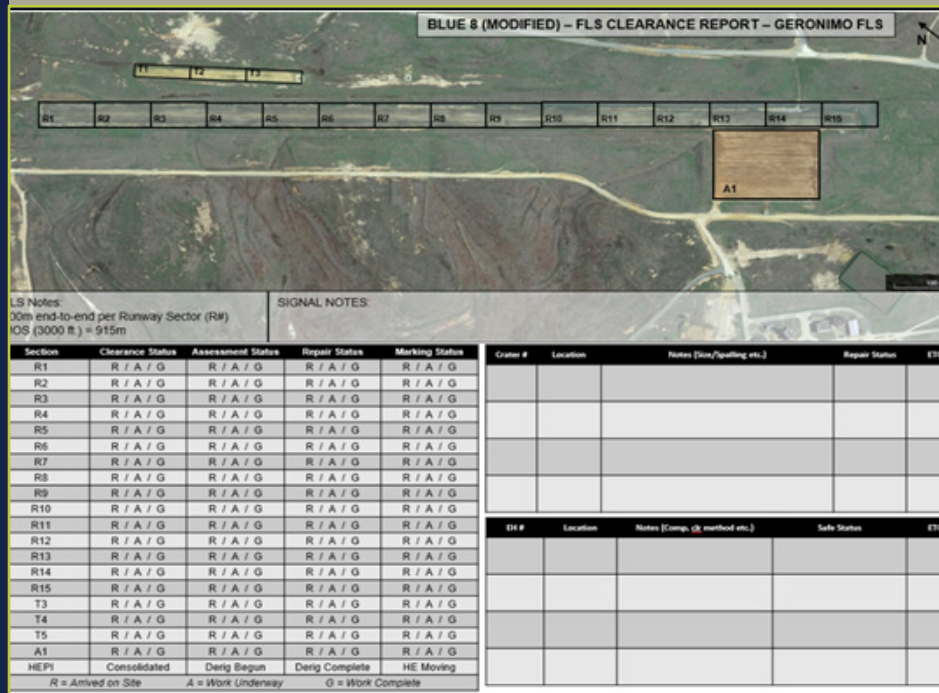 BLUE 8 (MODIFIED) – FLS CLEARANCE REPORT – GERONIMO FLS
N
T1 T2 T3
R1 R2 R3 R4 R5 R6 R7 R8 R9 R10 R11 R12 R13 R14 R15
A1
100
LS Notes:
00m end-to-end per Runway Sector (R#)
IOS (3000 ft.) = 915m
SIGNAL NOTES:
Section Clearance Status Assessment Status Repair Status Marking Status
R1 R / A / G R / A / G R / A / G R / A / G
R2 R / A / G R / A / G R / A / G R / A / G
R3 R / A / G R / A / G R / A / G R / A / G
R4 R / A / G R / A / G R / A / G R / A / G
R5 R / A / G R / A / G R / A / G R / A / G
R6 R / A / G R / A / G R / A / G R / A / G
R7 R / A / G R / A / G R / A / G R / A / G
R8 R / A / G R / A / G R / A / G R / A / G
R9 R / A / G R / A / G R / A / G R / A / G
R10 R / A / G R / A / G R / A / G R / A / G
R11 R / A / G R / A / G R / A / G R / A / G
R12 R / A / G R / A / G R / A / G R / A / G
R13 R / A / G R / A / G R / A / G R / A / G
R14 R / A / G R / A / G R / A / G R / A / G
R15 R / A / G R / A / G R / A / G R / A / G
T3 R / A / G R / A / G R / A / G R / A / G
T4 R / A / G R / A / G R / A / G R / A / G
T5 R / A / G R / A / G R / A / G R / A / G
A1 R / A / G R / A / G R / A / G R / A / G
HEPI Consolidated Derig Begun Derig Complete HE Moving
R = Arrived on Site A = Work Underway G = Work Complete
Crater # Location Notes (Size/Spalling etc.) Repair Status ET
EH # Location Notes (Comp. clr method etc.) Safe Status ET